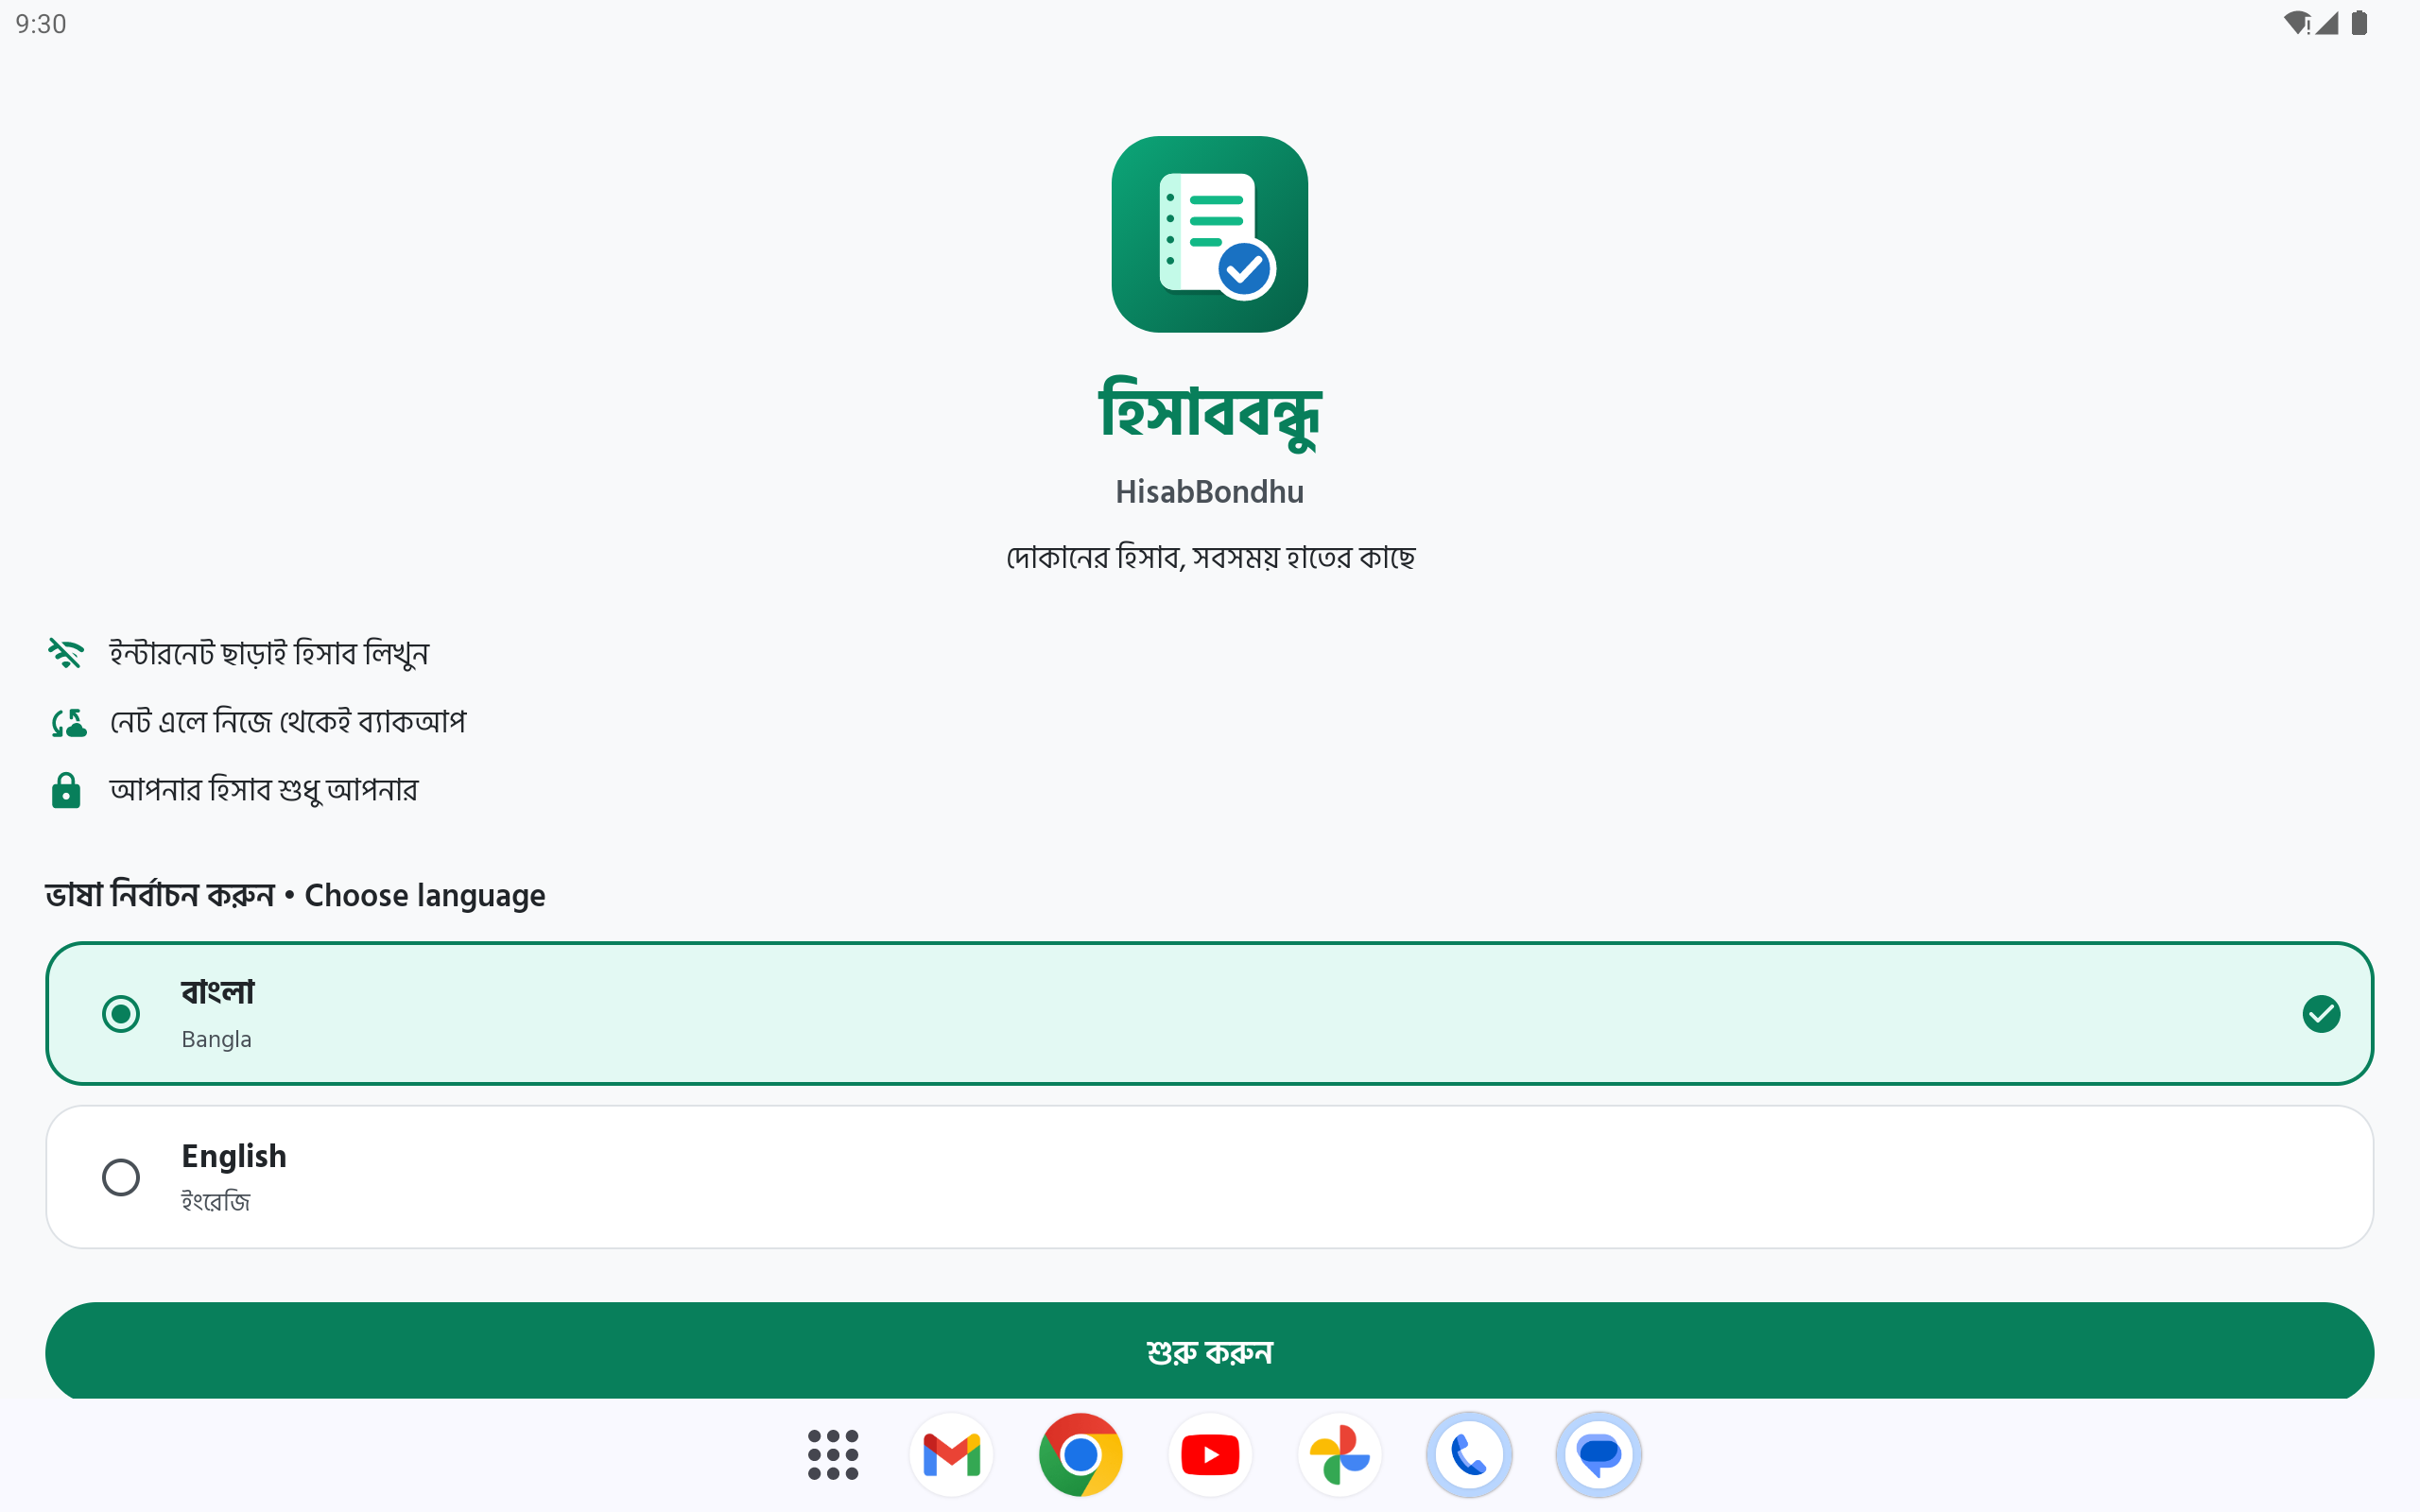 9:30
হিসাববন্ধু
HisabBondhu
দোকানের হিসাব, সবসময় হাতের কাছে
ইন্টারনেট ছাড়াই হিসাব লিখুন
নেট এলে নিজে থেকেই ব্যাকআপ
আপনার হিসাব শুধু আপনার
ভাষা নির্বাচন করুন • Choose language
বাংলা
Bangla
English
ইংরেজি
শুরু করুন